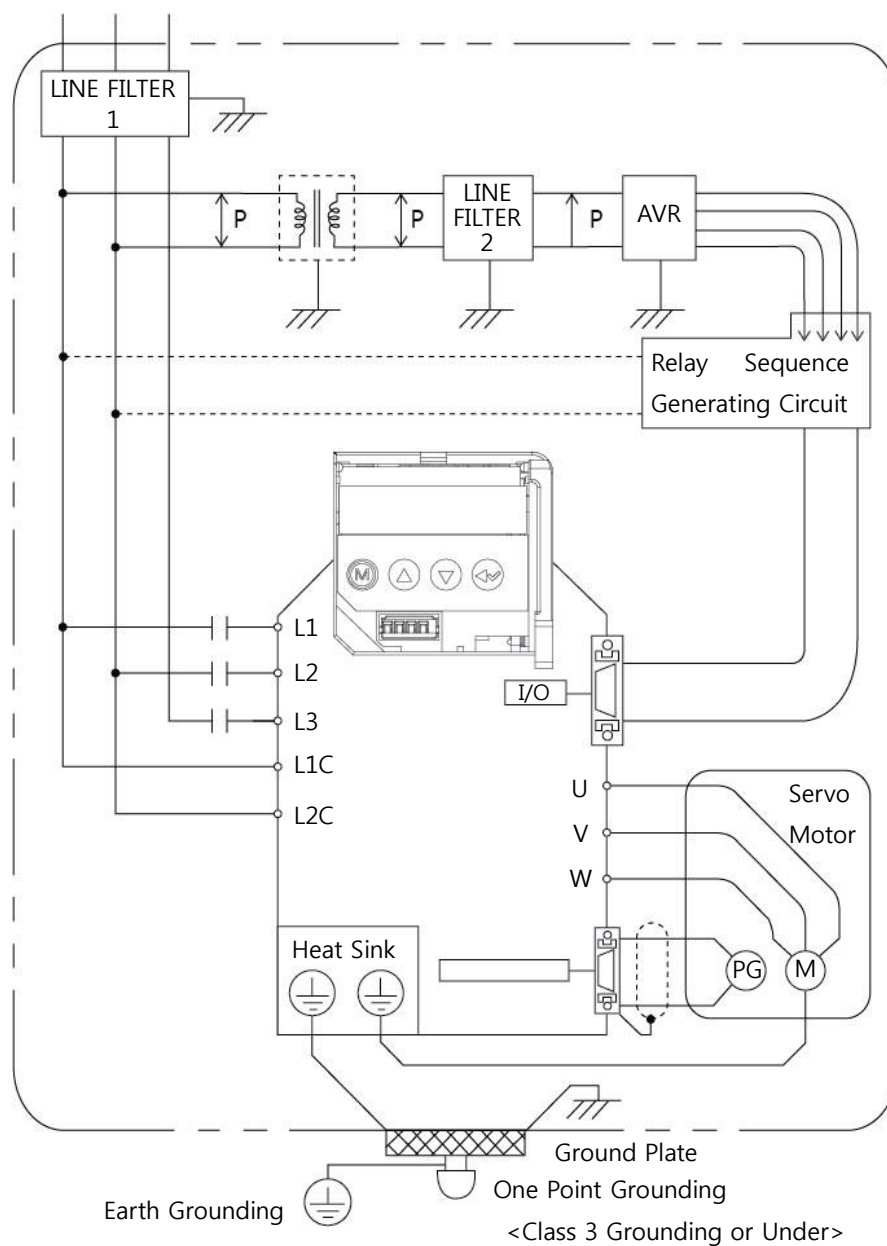 LINE FILTER
1
P
P
LINE
FILTER
2
P
AVR
Relay Sequence
Generating Circuit
M
L1
L2
I/O
L3
L1C
L2C
U
V
W
Servo
Motor
Heat Sink
PG
M
Ground Plate
One Point Grounding
Earth Grounding
<Class 3 Grounding or Under>